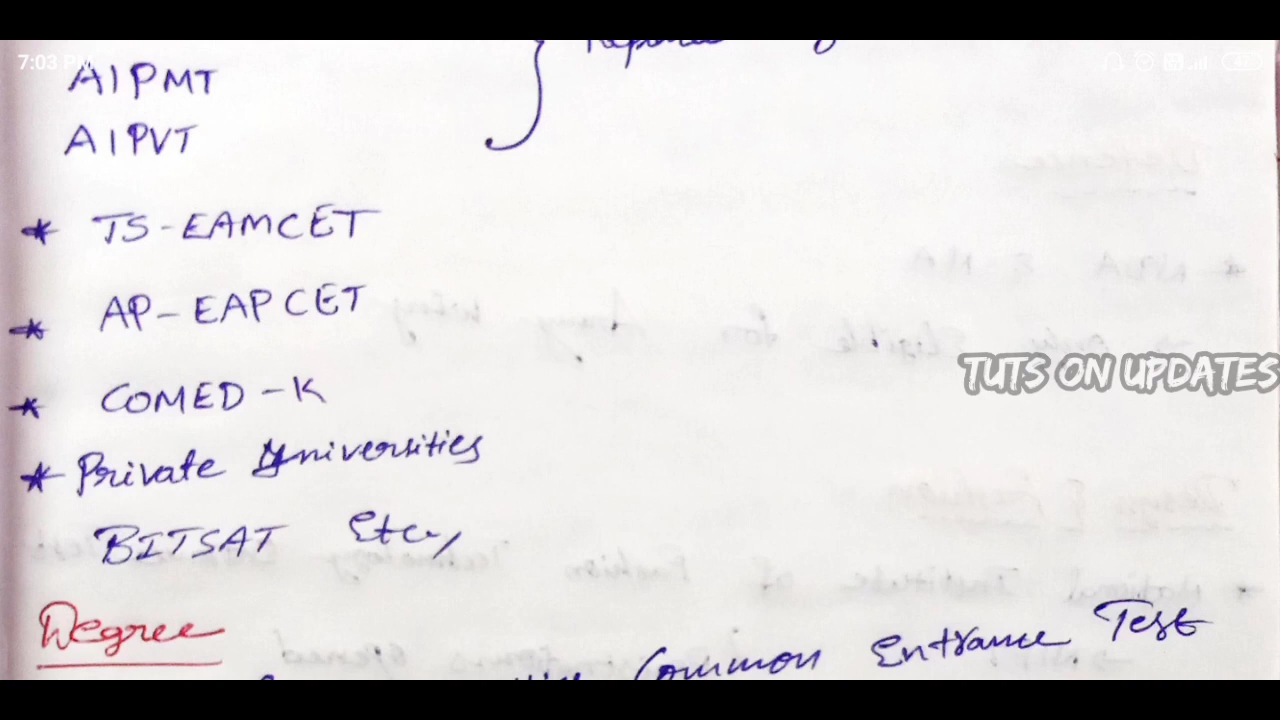 7:03 PM
AIPMT
AIPVT
* TS-EAMCET
* AP-EAPCET
* COMED-K
TUTS ON UPDATES
* Private Universities
BITSAT Etc,
Degree
Common Entrance Test